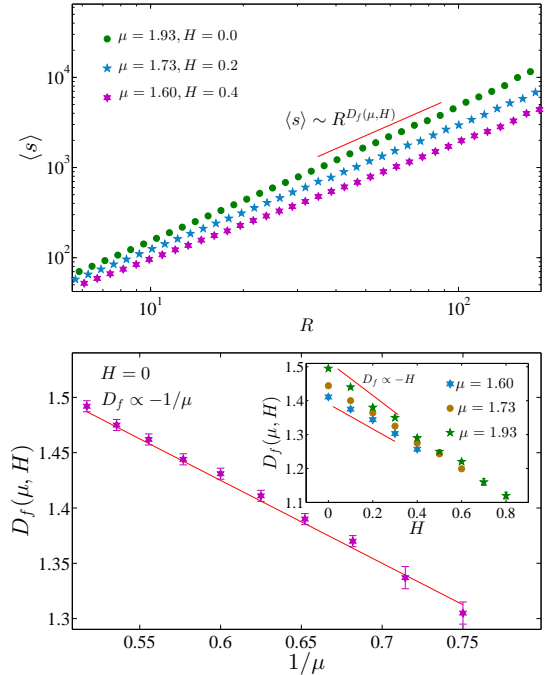 10^4
10^3
10^2
⟨s⟩
μ = 1.93, H = 0.0
μ = 1.73, H = 0.2
μ = 1.60, H = 0.4
⟨s⟩ ∼ R^{D_f(μ,H)}
10^1
10^2
R
1.5
1.45
1.4
1.35
1.3
D_f(μ, H)
H = 0
D_f ∝ −1/μ
0.55
0.6
0.65
0.7
0.75
1/μ
1.5
1.4
1.3
1.2
1.1
D_f(μ, H)
D_f ∝ −H
μ = 1.60
μ = 1.73
μ = 1.93
0
0.2
0.4
0.6
0.8
H